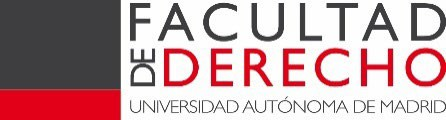 FACULTAD
DE DERECHO
UNIVERSIDAD AUTÓNOMA DE MADRID